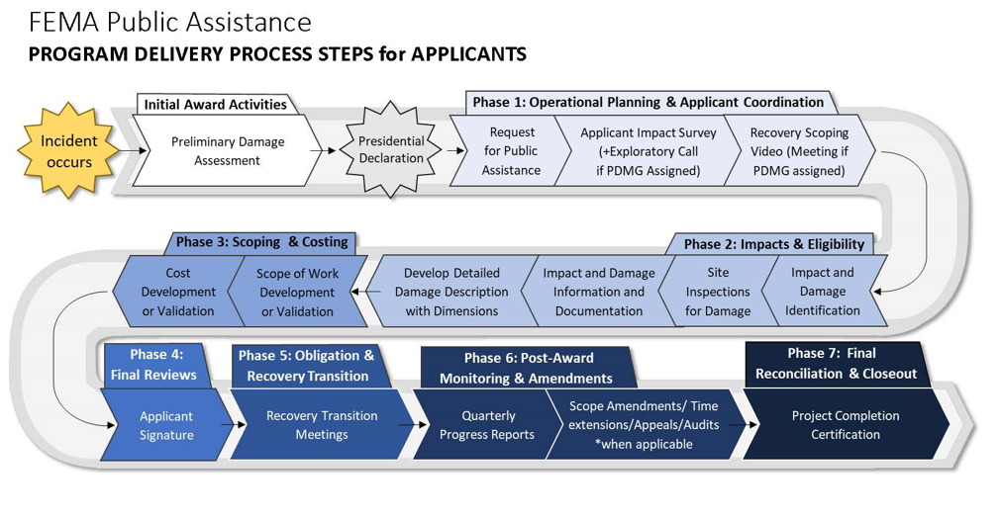 FEMA Public Assistance
PROGRAM DELIVERY PROCESS STEPS for APPLICANTS
Incident
occurs
Initial Award Activities
Preliminary Damage
Assessment
Presidential
Declaration
Phase 1: Operational Planning & Applicant Coordination
Request
for Public
Assistance
Applicant Impact Survey
(+Exploratory Call
if PDMG Assigned)
Recovery Scoping
Video (Meeting if
PDMG assigned)
Phase 2: Impacts & Eligibility
Impact and
Damage
Identification
Site
Inspections
for Damage
Impact and Damage
Information and
Documentation
Develop Detailed
Damage Description
with Dimensions
Phase 3: Scoping & Costing
Scope of Work
Development
or Validation
Cost
Development
or Validation
Phase 4:
Final Reviews
Applicant
Signature
Phase 5: Obligation &
Recovery Transition
Recovery Transition
Meetings
Phase 6: Post-Award
Monitoring & Amendments
Quarterly
Progress Reports
Scope Amendments/ Time
extensions/Appeals/Audits
*when applicable
Phase 7: Final
Reconciliation & Closeout
Project Completion
Certification